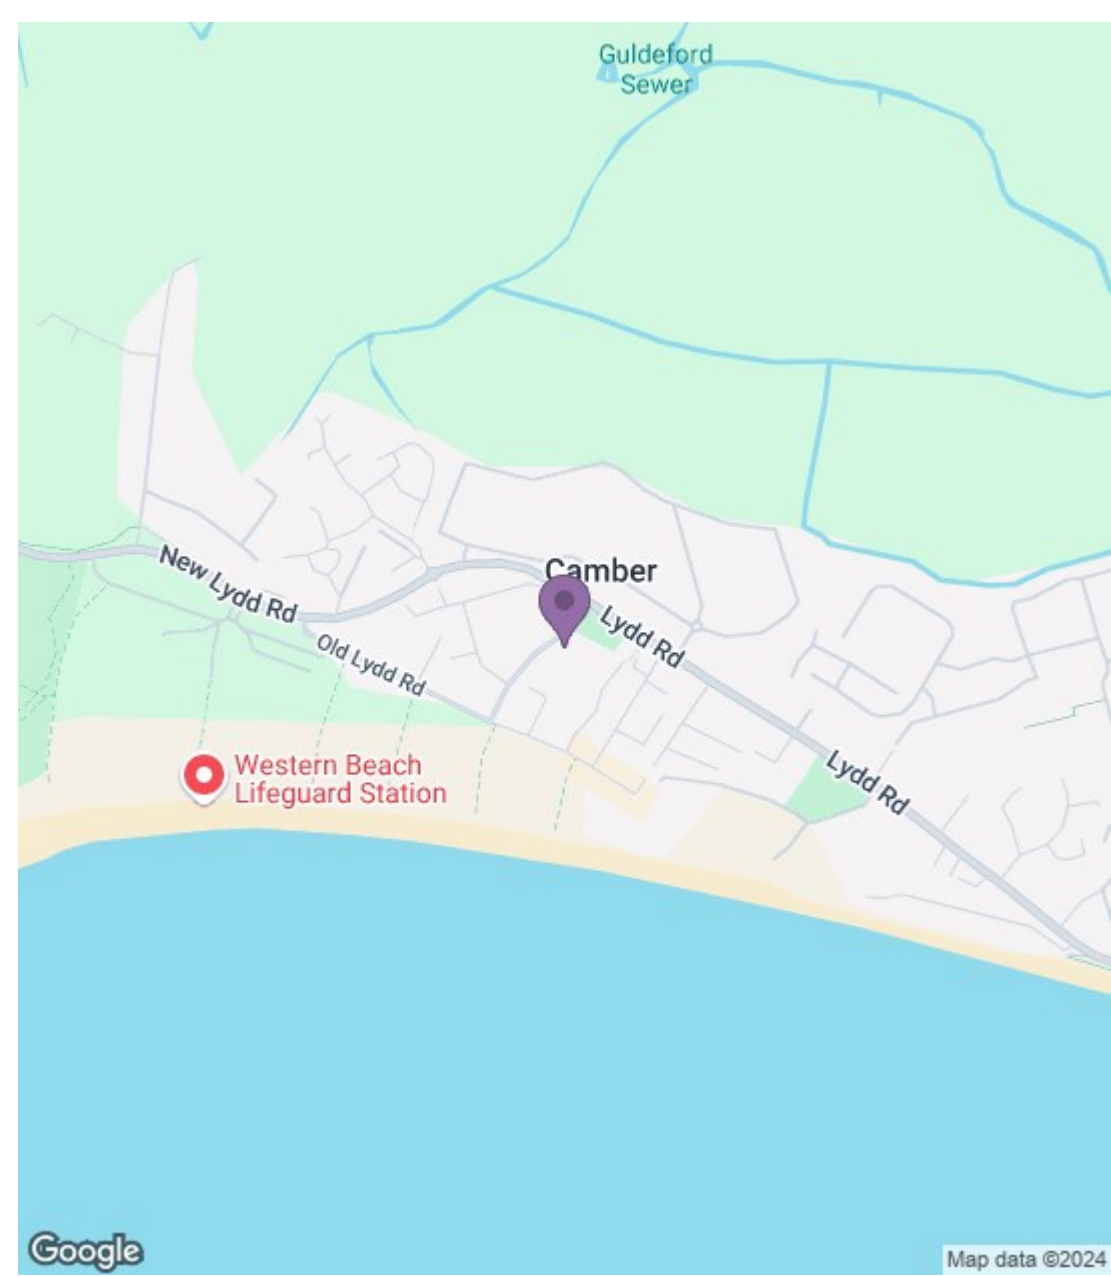 Guldeford
Sewer
New Lydd Rd
Camber
Lydd Rd
Old Lydd Rd
Western Beach
Lifeguard Station
Lydd Rd
Google
Map data ©2024